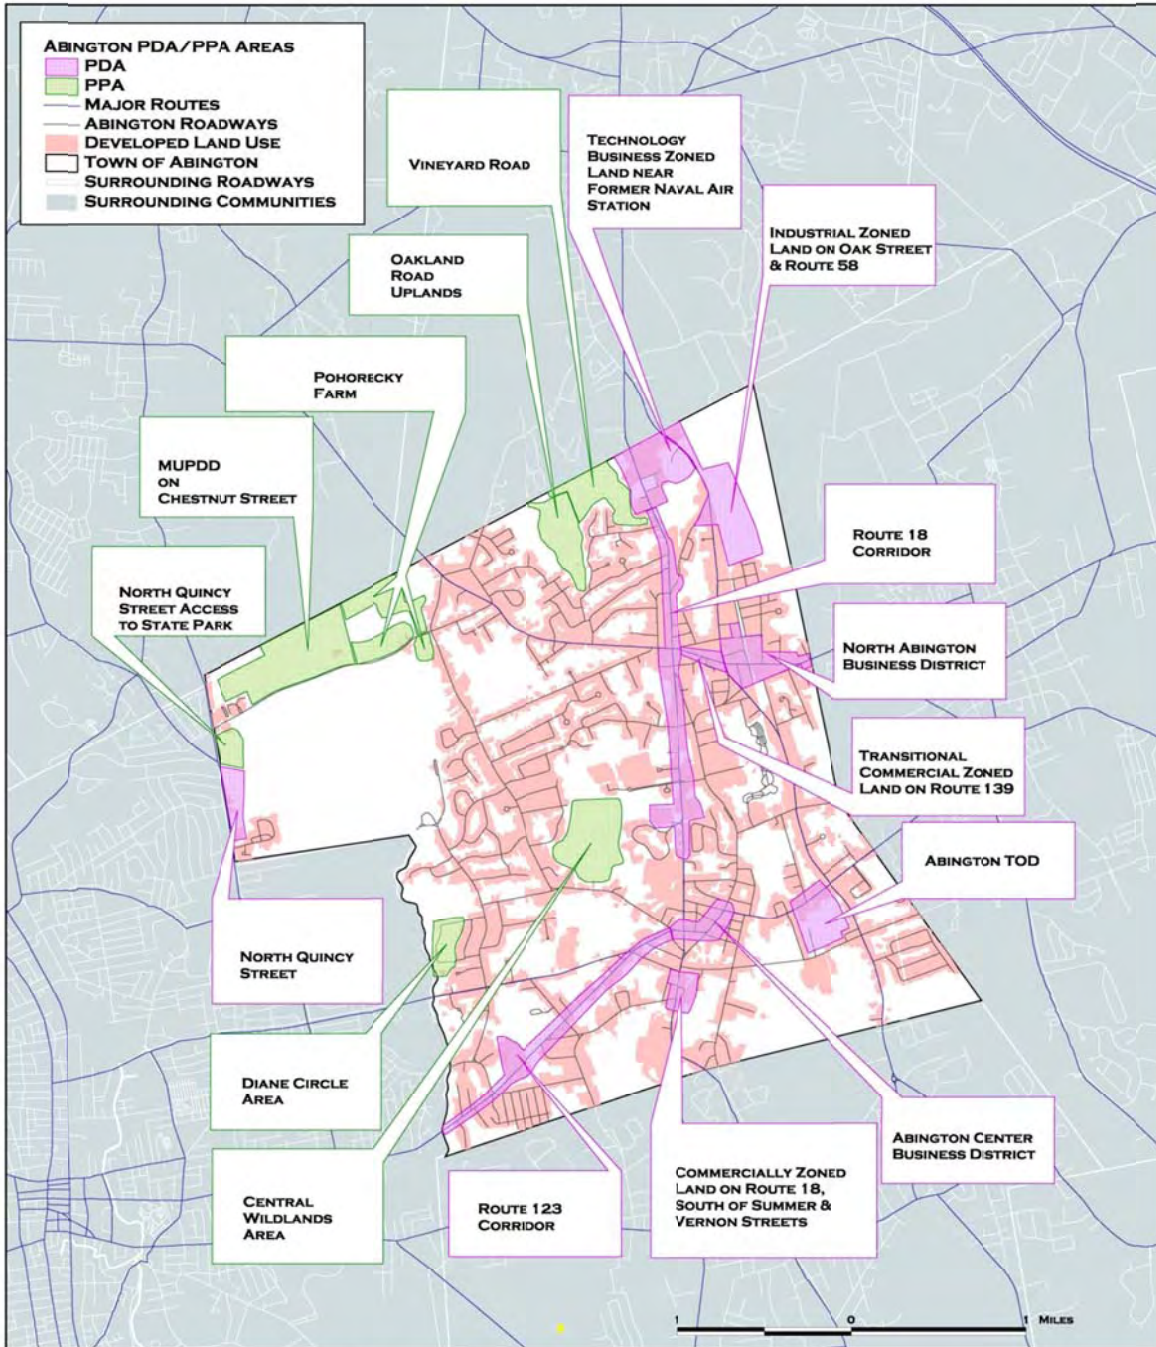 ABINGTON PDA/PPA AREAS
PDA
PPA
MAJOR ROUTES
ABINGTON ROADWAYS
DEVELOPED LAND USE
TOWN OF ABINGTON
SURROUNDING ROADWAYS
SURROUNDING COMMUNITIES
VINEYARD ROAD
TECHNOLOGY
BUSINESS ZONED
LAND NEAR
FORMER NAVAL AIR
STATION
INDUSTRIAL ZONED
LAND ON OAK STREET
& ROUTE 58
OAKLAND
ROAD
UPLANDS
POHORECKY
FARM
MUPDD
ON
CHESTNUT STREET
ROUTE 18
CORRIDOR
NORTH QUINCY
STREET ACCESS
TO STATE PARK
NORTH ABINGTON
BUSINESS DISTRICT
TRANSITIONAL
COMMERCIAL ZONED
LAND ON ROUTE 139
ABINGTON TOD
NORTH QUINCY
STREET
DIANE CIRCLE
AREA
ABINGTON CENTER
BUSINESS DISTRICT
CENTRAL
WILDLANDS
AREA
ROUTE 123
CORRIDOR
COMMERCIALLY ZONED
LAND ON ROUTE 18,
SOUTH OF SUMMER &
VERNON STREETS
1 0 1 MILES